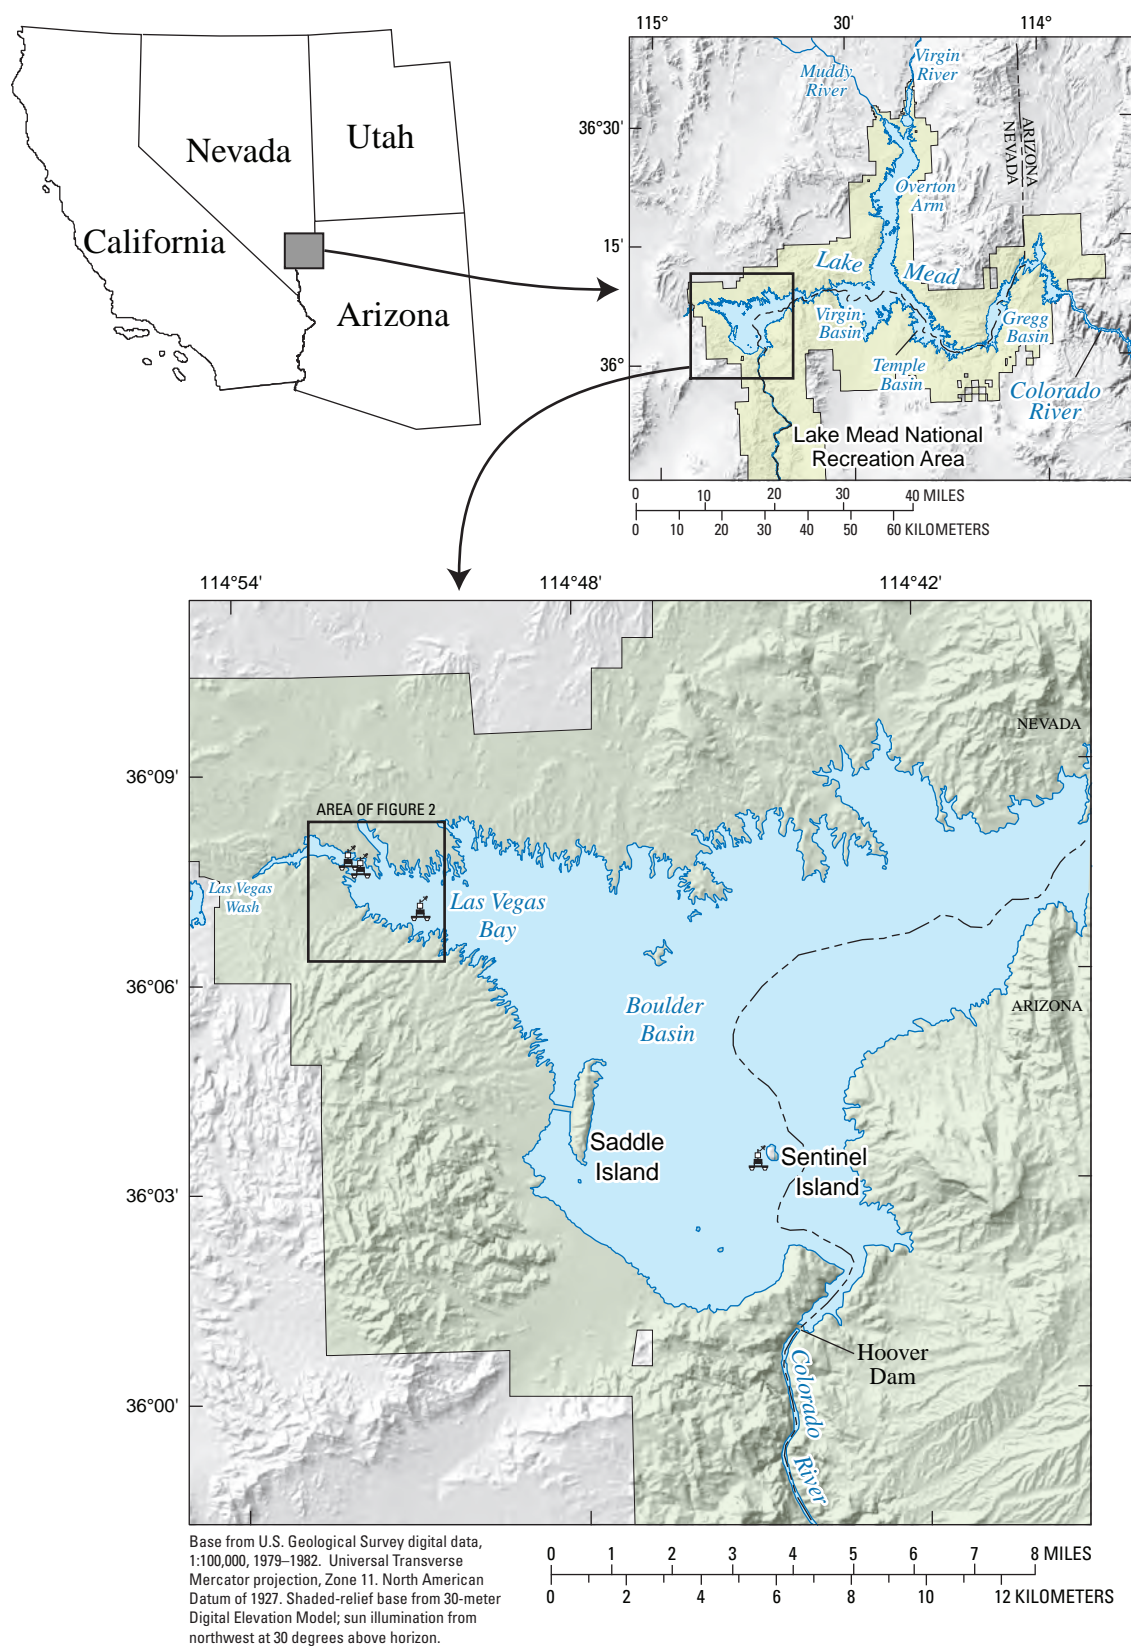 Nevada
Utah
California
Arizona
115°
30'
114°
36°30'
15'
36°
Muddy
River
Virgin
River
ARIZONA
NEVADA
Overton
Arm
Lake Mead
Virgin
Basin
Temple
Basin
Gregg
Basin
Colorado
River
Lake Mead National
Recreation Area
0 10 20 30 40 MILES
0 10 20 30 40 50 60 KILOMETERS
114°54'
114°48'
114°42'
36°09'
36°06'
36°03'
36°00'
NEVADA
AREA OF FIGURE 2
Las Vegas
Wash
Las Vegas
Bay
Boulder
Basin
ARIZONA
Saddle
Island
Sentinel
Island
Hoover
Dam
Colorado
River
Base from U.S. Geological Survey digital data,
1:100,000, 1979–1982. Universal Transverse
Mercator projection, Zone 11. North American
Datum of 1927. Shaded-relief base from 30-meter
Digital Elevation Model; sun illumination from
northwest at 30 degrees above horizon.
0 1 2 3 4 5 6 7 8 MILES
0 2 4 6 8 10 12 KILOMETERS